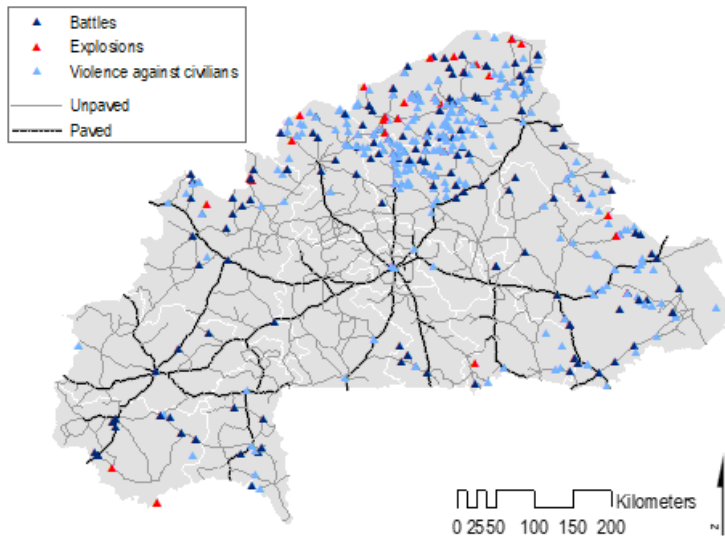 Battles
Explosions
Violence against civilians
Unpaved
Paved
Kilometers
0 25 50 100 150 200
z